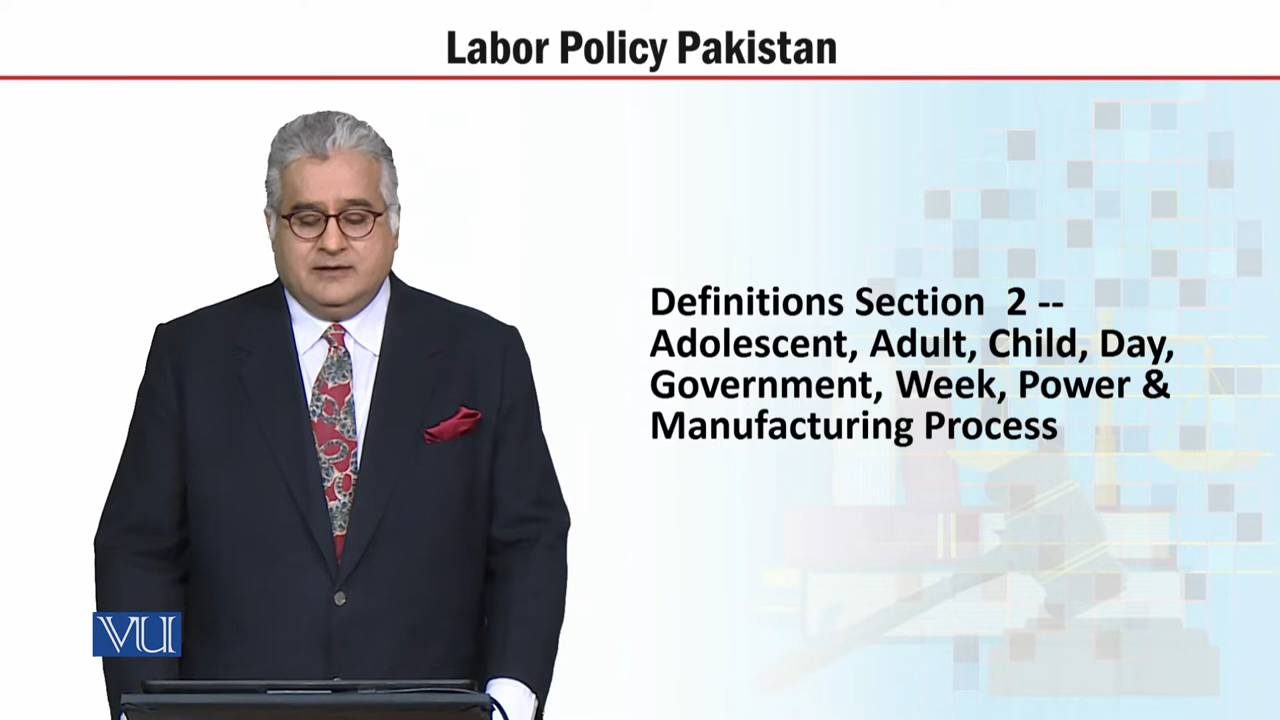 Labor Policy Pakistan
Definitions Section  2 --
Adolescent, Adult, Child, Day,
Government, Week, Power &
Manufacturing Process
VU